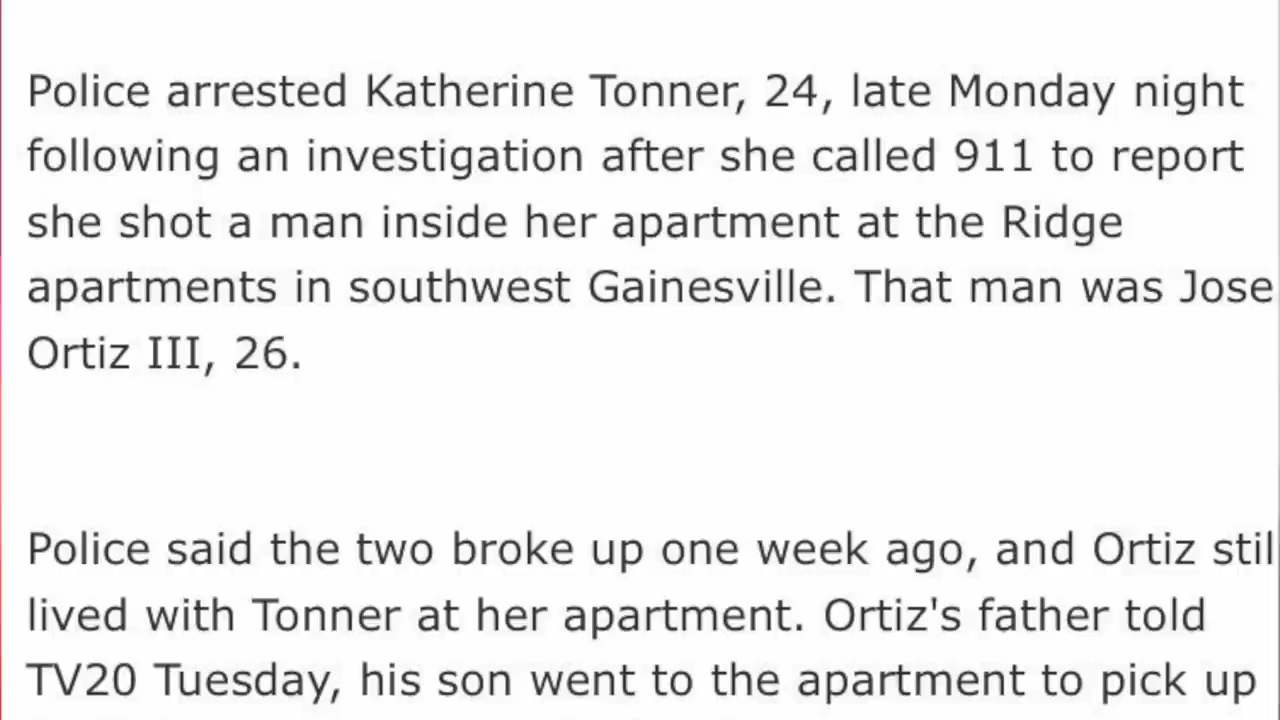 Police arrested Katherine Tonner, 24, late Monday night
following an investigation after she called 911 to report
she shot a man inside her apartment at the Ridge
apartments in southwest Gainesville. That man was Jose
Ortiz III, 26.
Police said the two broke up one week ago, and Ortiz stil
lived with Tonner at her apartment. Ortiz's father told
TV20 Tuesday, his son went to the apartment to pick up